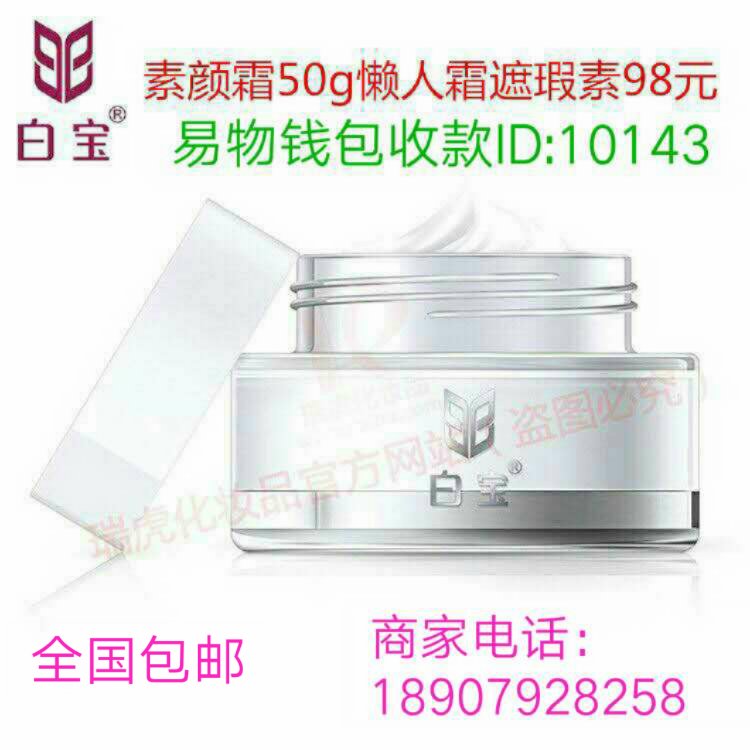 素颜霜50g懒人霜遮瑕素98元
白宝®
易物钱包收款ID:10143
白宝®
瑞虎化妆品官方网站(盗图必究)
全国包邮
商家电话:
18907928258